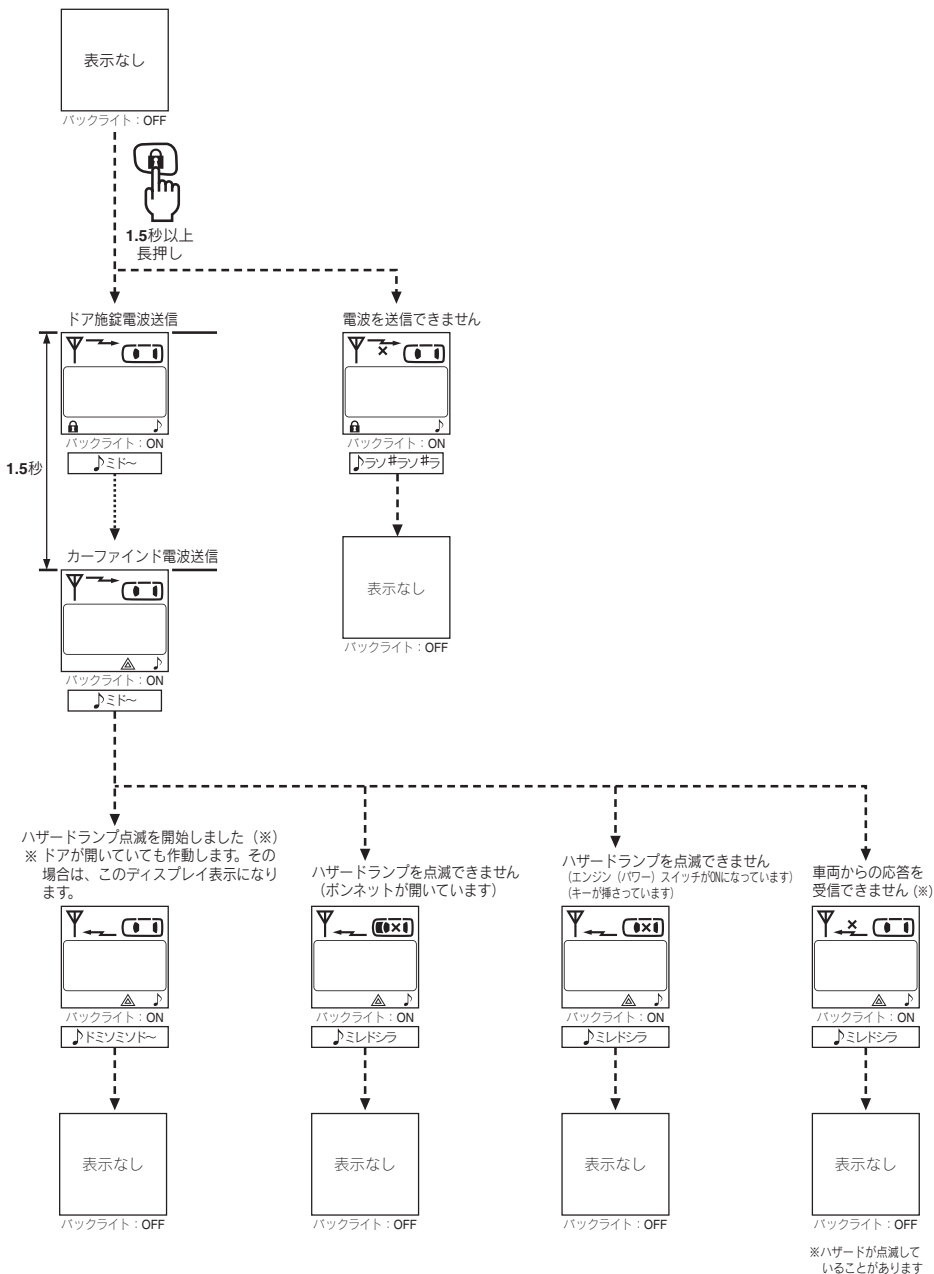 表示なし
バックライト：OFF
1.5秒以上
長押し
ドア施錠電波送信
電波を送信できません
バックライト：ON
バックライト：ON
♪ミド～
♪ラソ#ラソ#ラ
1.5秒
カーファインド電波送信
表示なし
バックライト：OFF
バックライト：ON
♪ミド～
ハザードランプ点滅を開始しました（※）
※ ドアが開いていても作動します。その
場合は、このディスプレイ表示になり
ます。
バックライト：ON
♪ドミソミソド～
表示なし
バックライト：OFF
ハザードランプを点滅できません
（ボンネットが開いています）
バックライト：ON
♪ミレドシラ
表示なし
バックライト：OFF
ハザードランプを点滅できません
（エンジン（パワー）スイッチがONになっています）
（キーが挿さっています）
バックライト：ON
♪ミレドシラ
表示なし
バックライト：OFF
車両からの応答を
受信できません（※）
バックライト：ON
♪ミレドシラ
表示なし
バックライト：OFF
※ハザードが点滅して
いることがあります